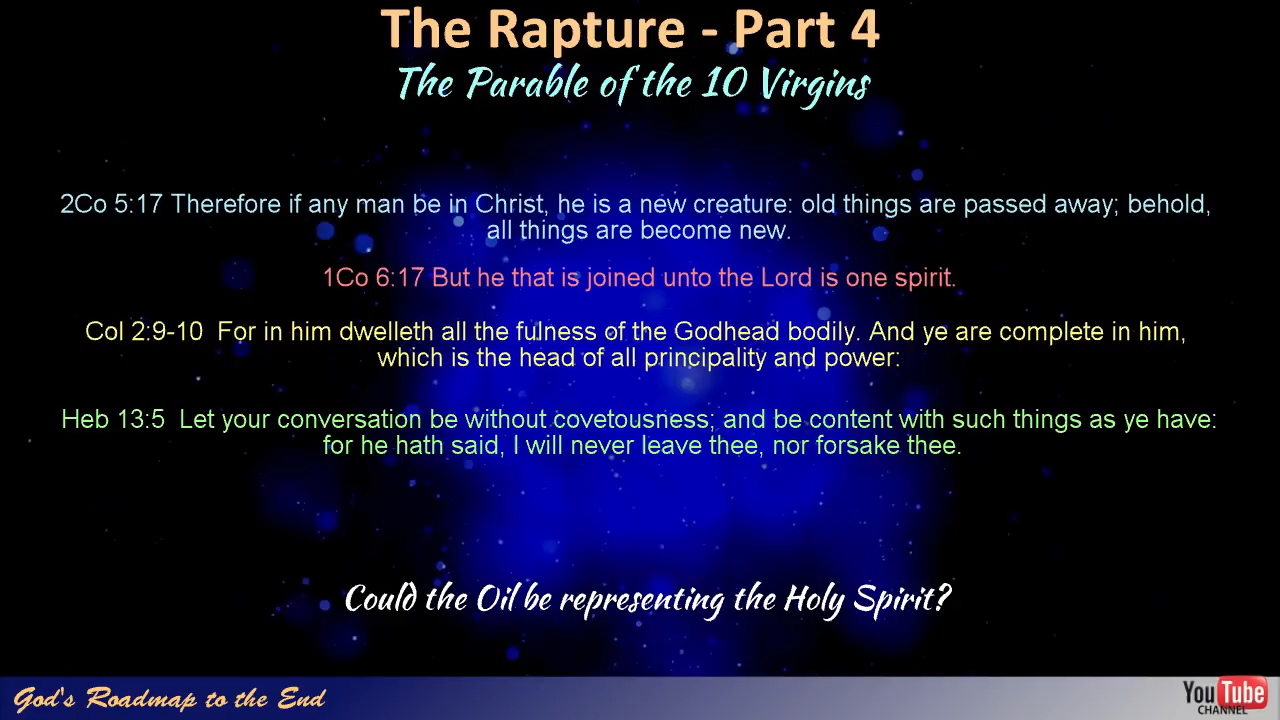 The Rapture - Part 4
The Parable of the 10 Virgins
2Co 5:17 Therefore if any man be in Christ, he is a new creature: old things are passed away; behold,
all things are become new.
1Co 6:17 But he that is joined unto the Lord is one spirit.
Col 2:9-10  For in him dwelleth all the fulness of the Godhead bodily. And ye are complete in him,
which is the head of all principality and power:
Heb 13:5  Let your conversation be without covetousness; and be content with such things as ye have:
for he hath said, I will never leave thee, nor forsake thee.
Could the Oil be representing the Holy Spirit?
God's Roadmap to the End
YouTube
CHANNEL